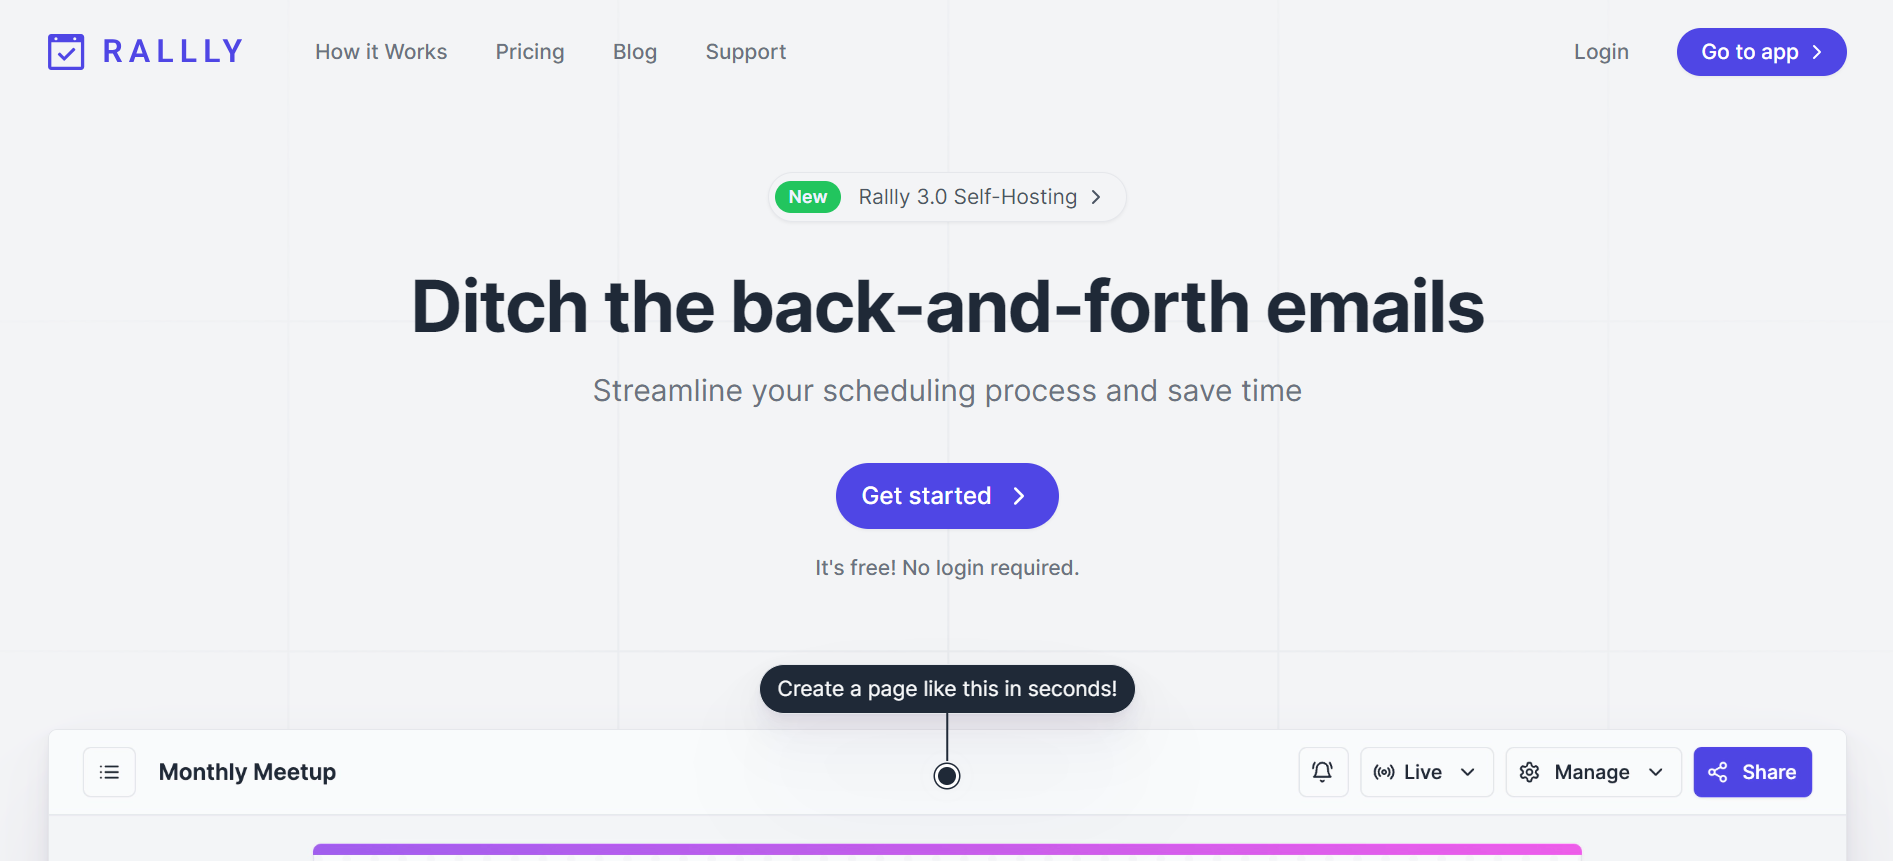 RALLLY
How it Works
Pricing
Blog
Support
Login
Go to app
New
Rallly 3.0 Self-Hosting
Ditch the back-and-forth emails
Streamline your scheduling process and save time
Get started
It's free! No login required.
Create a page like this in seconds!
Monthly Meetup
Live
Manage
Share